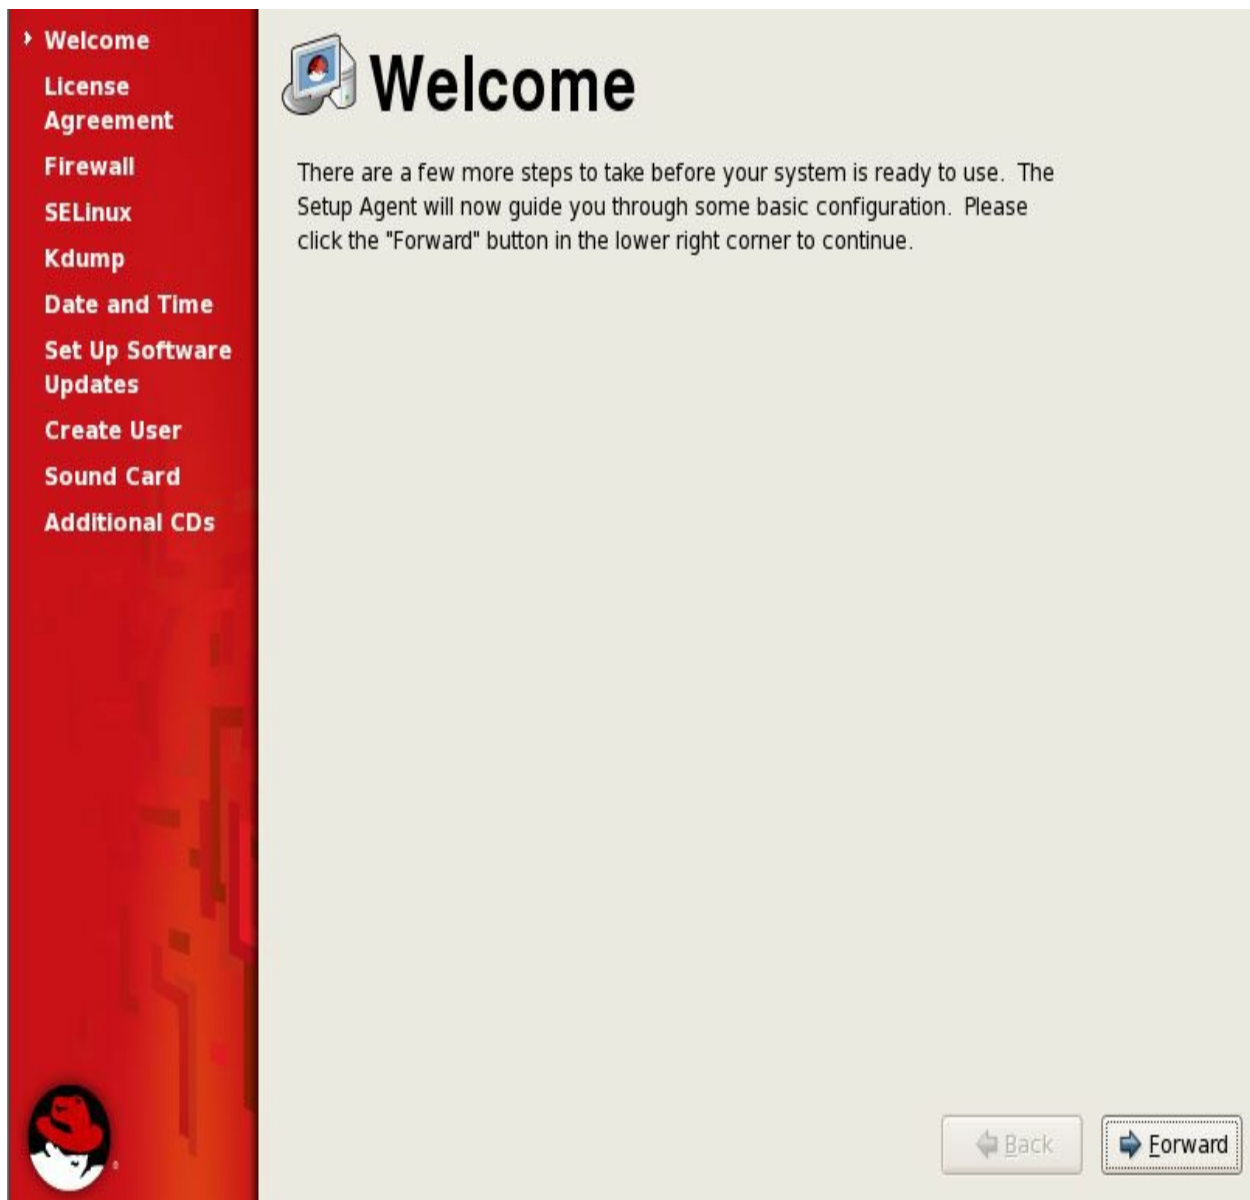 Welcome
License
Agreement
Firewall
SELinux
Kdump
Date and Time
Set Up Software
Updates
Create User
Sound Card
Additional CDs
Welcome
There are a few more steps to take before your system is ready to use.  The
Setup Agent will now guide you through some basic configuration.  Please
click the "Forward" button in the lower right corner to continue.
Back
Forward